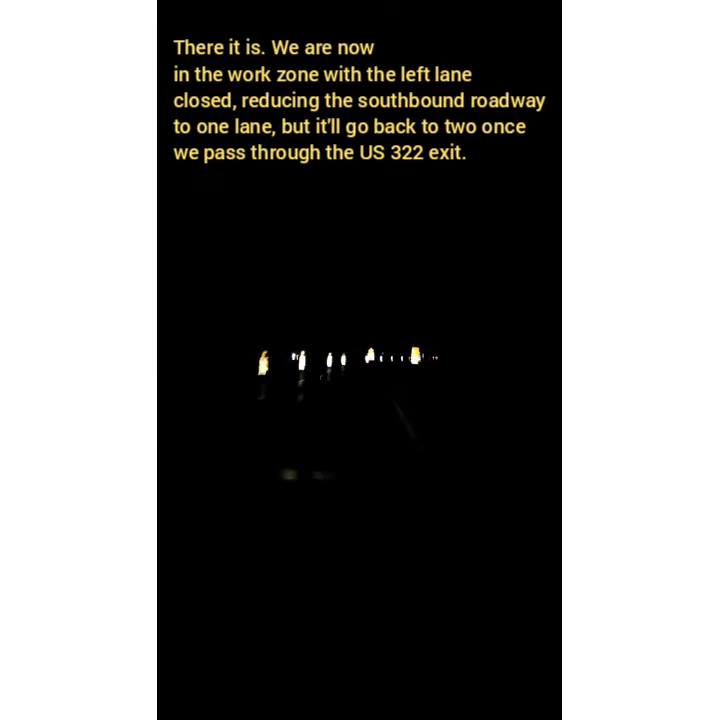 There it is. We are now
in the work zone with the left lane
closed, reducing the southbound roadway
to one lane, but it'll go back to two once
we pass through the US 322 exit.